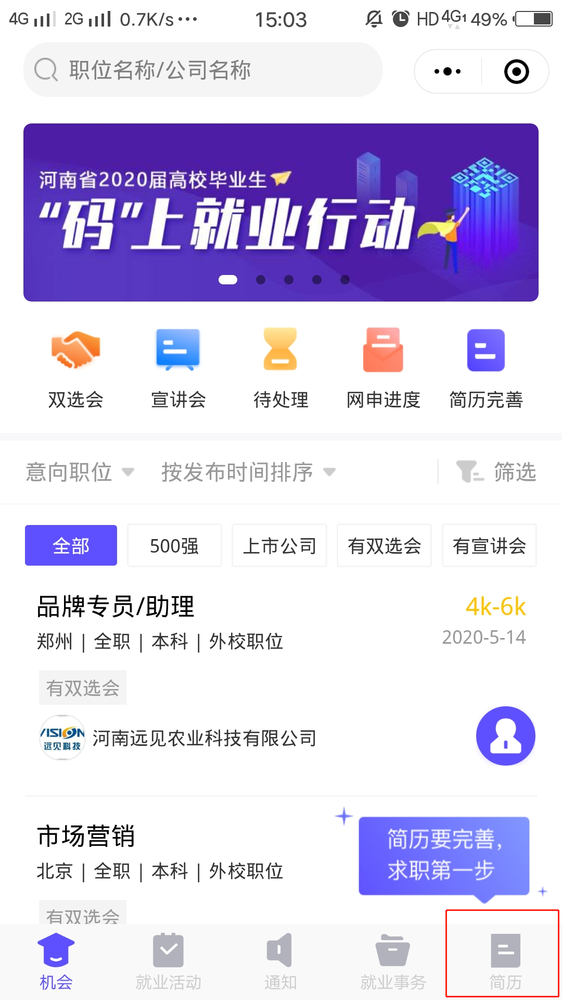 4G 2G 0.7K/s 15:03 HD 4G1 49%
职位名称/公司名称
河南省2020届高校毕业生
“码”上就业行动
双选会 宣讲会 待处理 网申进度 简历完善
意向职位 按发布时间排序 筛选
全部 500强 上市公司 有双选会 有宣讲会
品牌专员/助理 4k-6k
郑州 | 全职 | 本科 | 外校职位 2020-5-14
有双选会
VISION
远见科技
河南远见农业科技有限公司
市场营销
北京 | 全职 | 本科 | 外校职位
简历要完善,
求职第一步
有双选会
机会 就业活动 通知 就业事务 简历